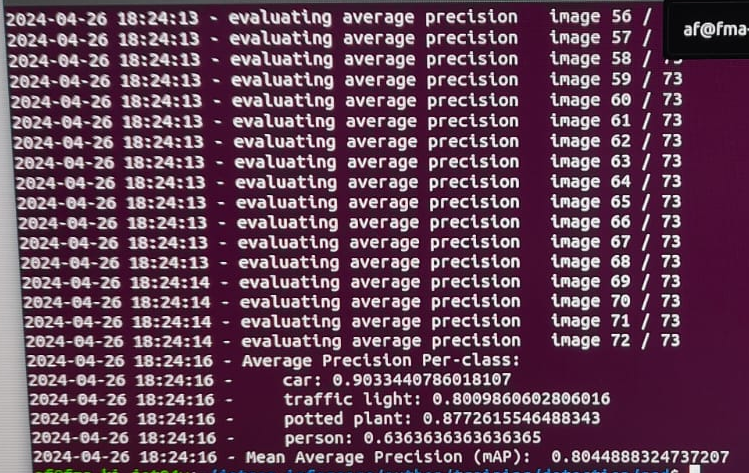 2024-04-26 18:24:13 - evaluating average precision   image 56 /
af@fma-
2024-04-26 18:24:13 - evaluating average precision   image 57 /
2024-04-26 18:24:13 - evaluating average precision   image 58 / 73
2024-04-26 18:24:13 - evaluating average precision   image 59 / 73
2024-04-26 18:24:13 - evaluating average precision   image 60 / 73
2024-04-26 18:24:13 - evaluating average precision   image 61 / 73
2024-04-26 18:24:13 - evaluating average precision   image 62 / 73
2024-04-26 18:24:13 - evaluating average precision   image 63 / 73
2024-04-26 18:24:13 - evaluating average precision   image 64 / 73
2024-04-26 18:24:13 - evaluating average precision   image 65 / 73
2024-04-26 18:24:13 - evaluating average precision   image 66 / 73
2024-04-26 18:24:13 - evaluating average precision   image 67 / 73
2024-04-26 18:24:13 - evaluating average precision   image 68 / 73
2024-04-26 18:24:14 - evaluating average precision   image 69 / 73
2024-04-26 18:24:14 - evaluating average precision   image 70 / 73
2024-04-26 18:24:14 - evaluating average precision   image 71 / 73
2024-04-26 18:24:14 - evaluating average precision   image 72 / 73
2024-04-26 18:24:16 - Average Precision Per-class:
2024-04-26 18:24:16 -     car: 0.9033440786018107
2024-04-26 18:24:16 -     traffic light: 0.8009860602806016
2024-04-26 18:24:16 -     potted plant: 0.8772615546488343
2024-04-26 18:24:16 -     person: 0.6363636363636365
2024-04-26 18:24:16 - Mean Average Precision (mAP):  0.8044888324737207